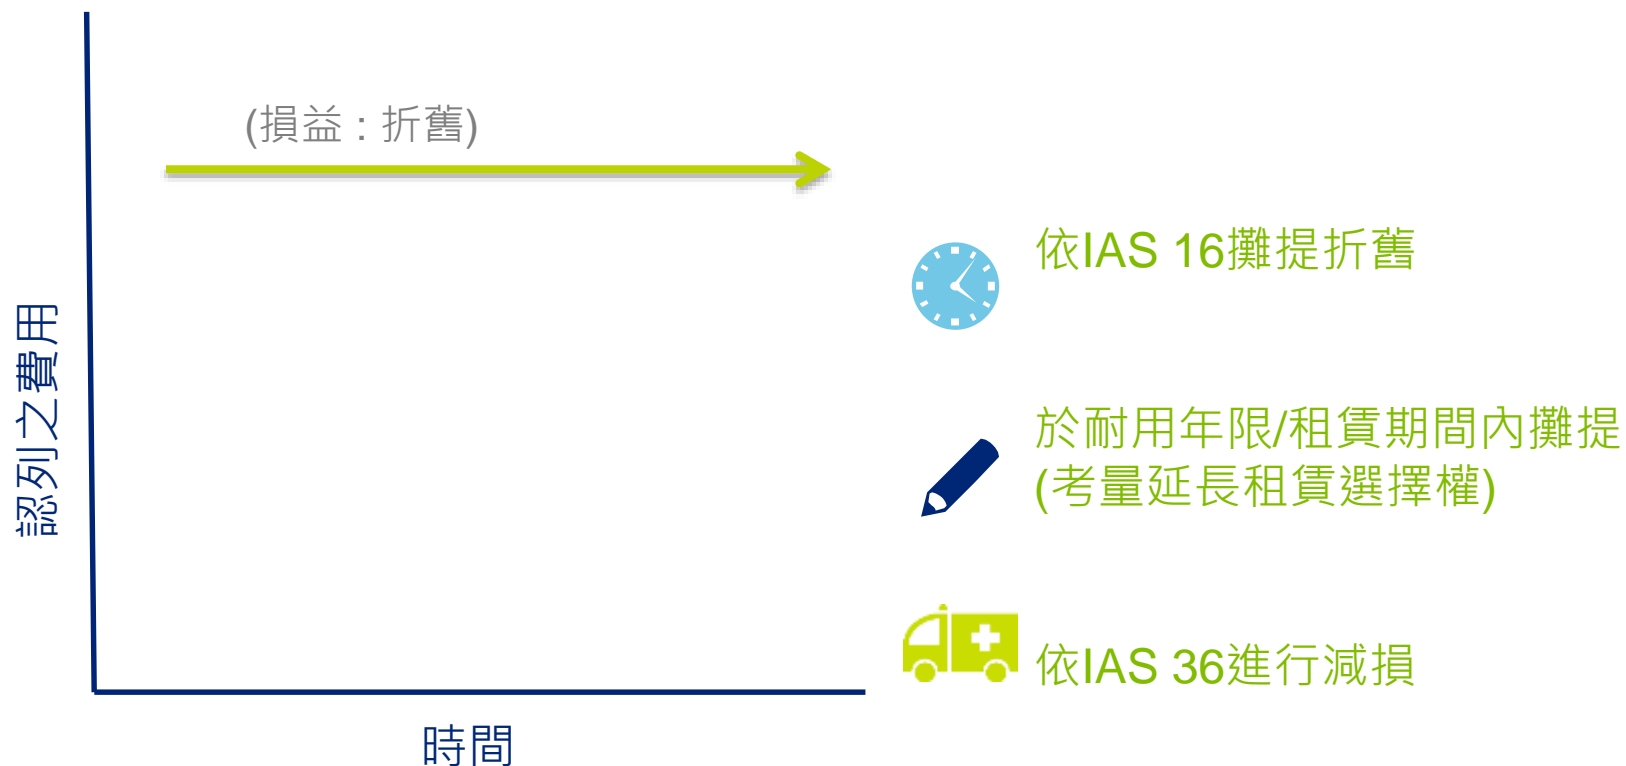 (損益：折舊)
認列之費用
時間
依IAS 16攤提折舊
於耐用年限/租賃期間內攤提
(考量延長租賃選擇權)
依IAS 36進行減損